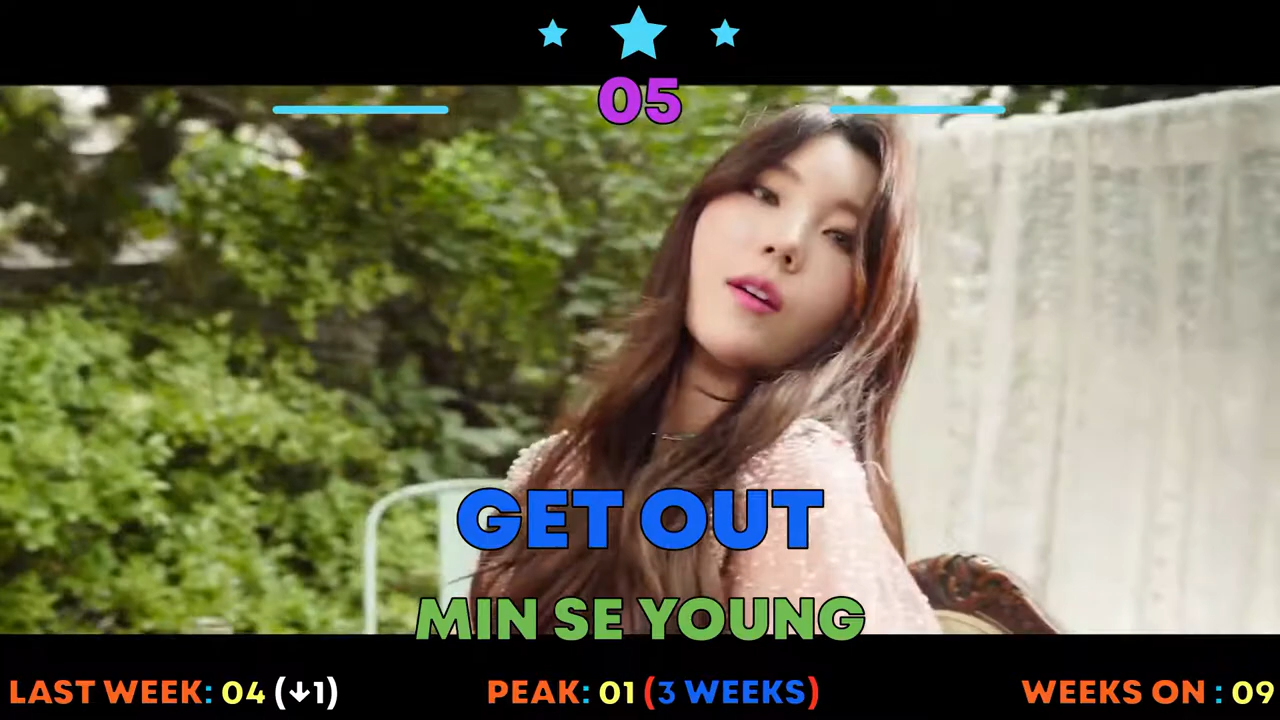 05
GET OUT
MIN SE YOUNG
LAST WEEK: 04 (↓1)
PEAK: 01 (3 WEEKS)
WEEKS ON : 09